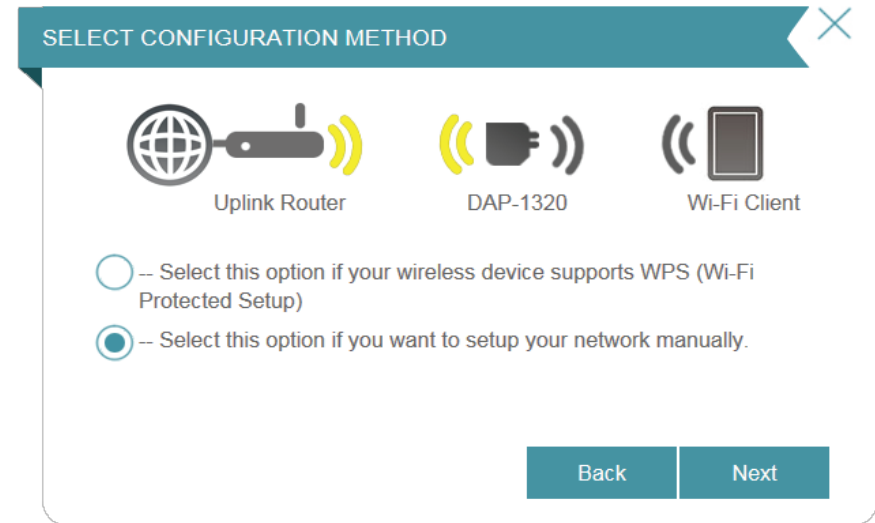 SELECT CONFIGURATION METHOD
Uplink Router
DAP-1320
Wi-Fi Client
-- Select this option if your wireless device supports WPS (Wi-Fi
Protected Setup)
-- Select this option if you want to setup your network manually.
Back
Next